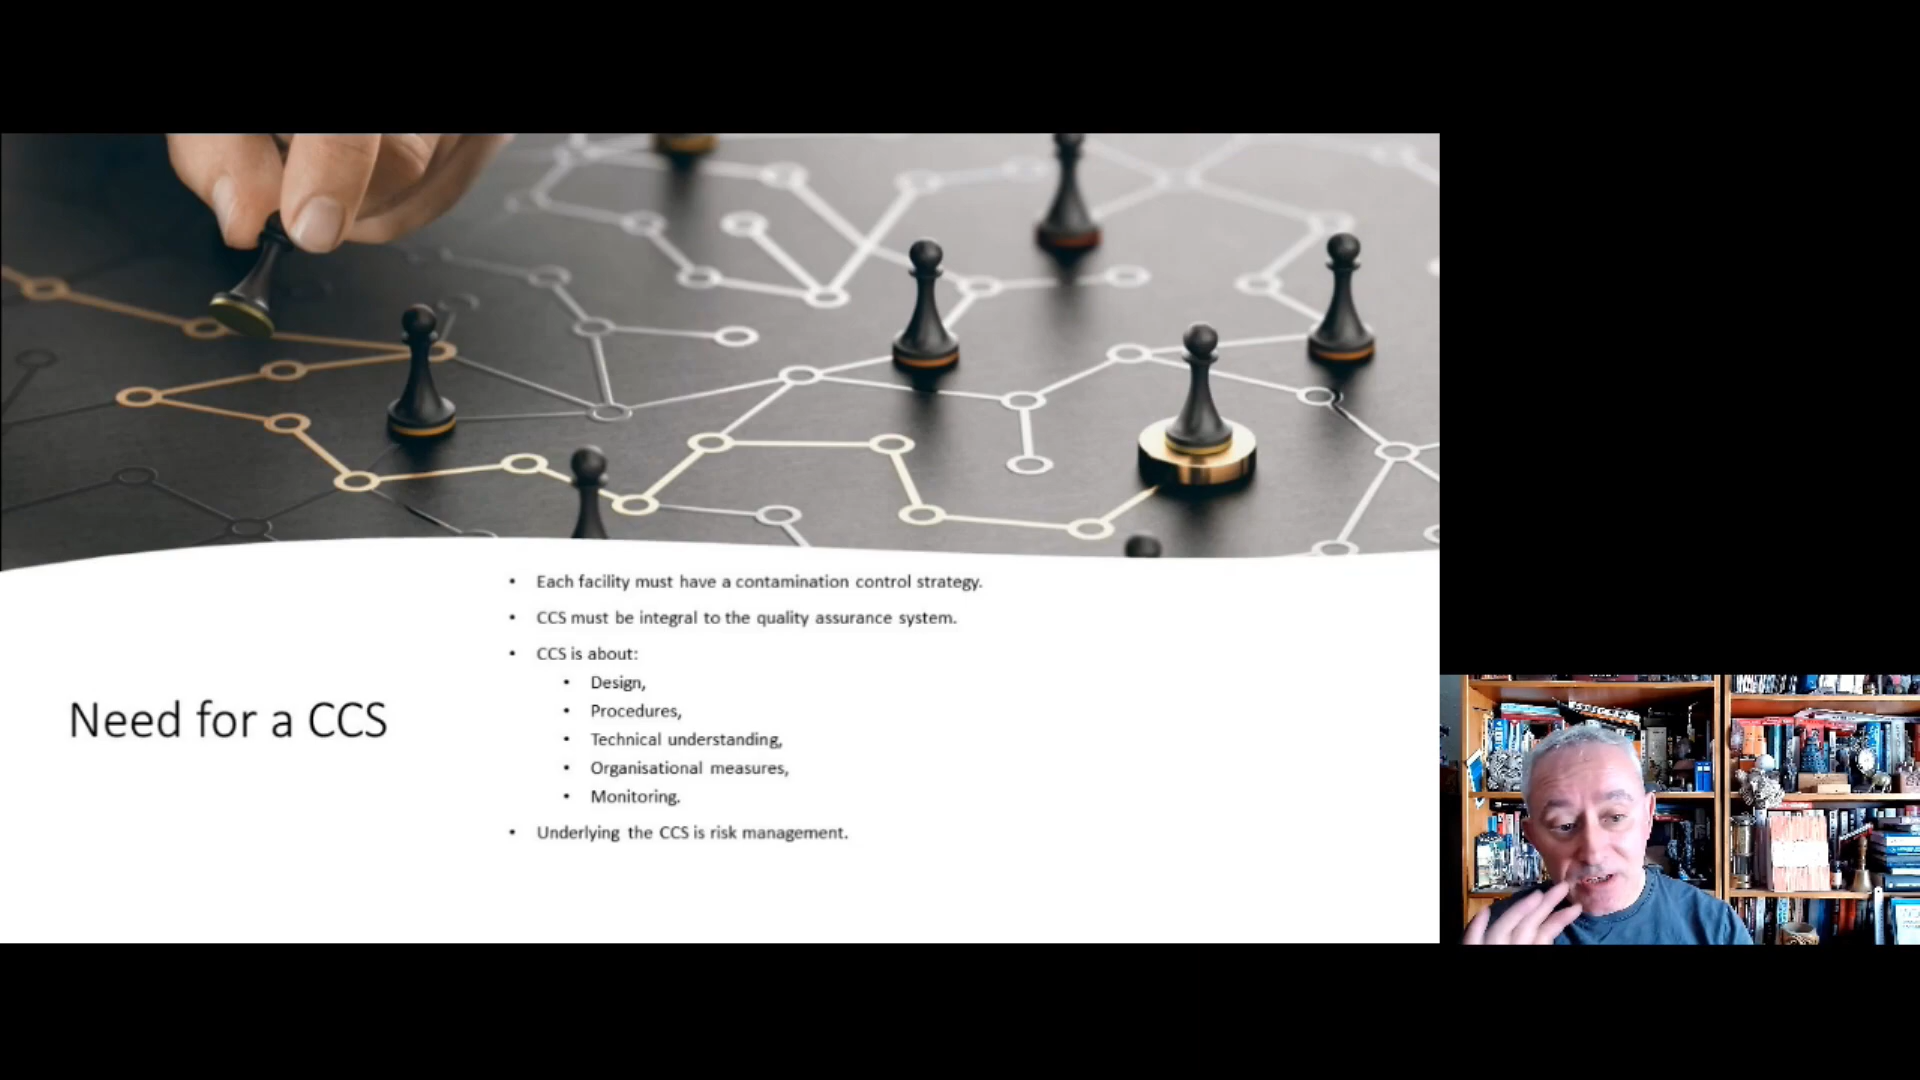 Need for a CCS
• Each facility must have a contamination control strategy.
• CCS must be integral to the quality assurance system.
• CCS is about:
• Design,
• Procedures,
• Technical understanding,
• Organisational measures,
• Monitoring.
• Underlying the CCS is risk management.